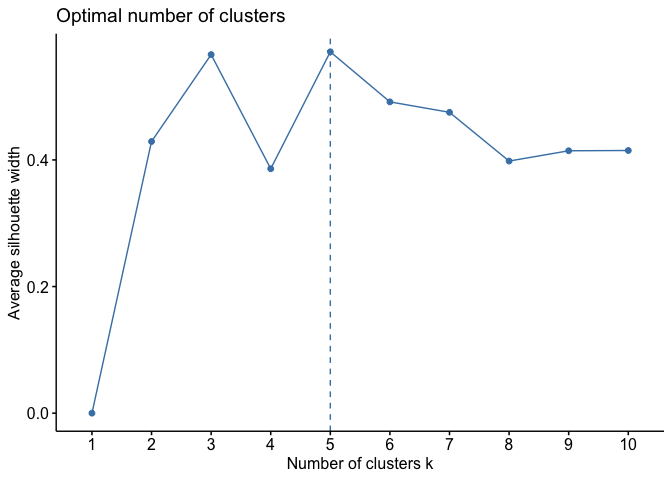 Optimal number of clusters
Average silhouette width
0.4
0.2
0.0
1 2 3 4 5 6 7 8 9 10
Number of clusters k